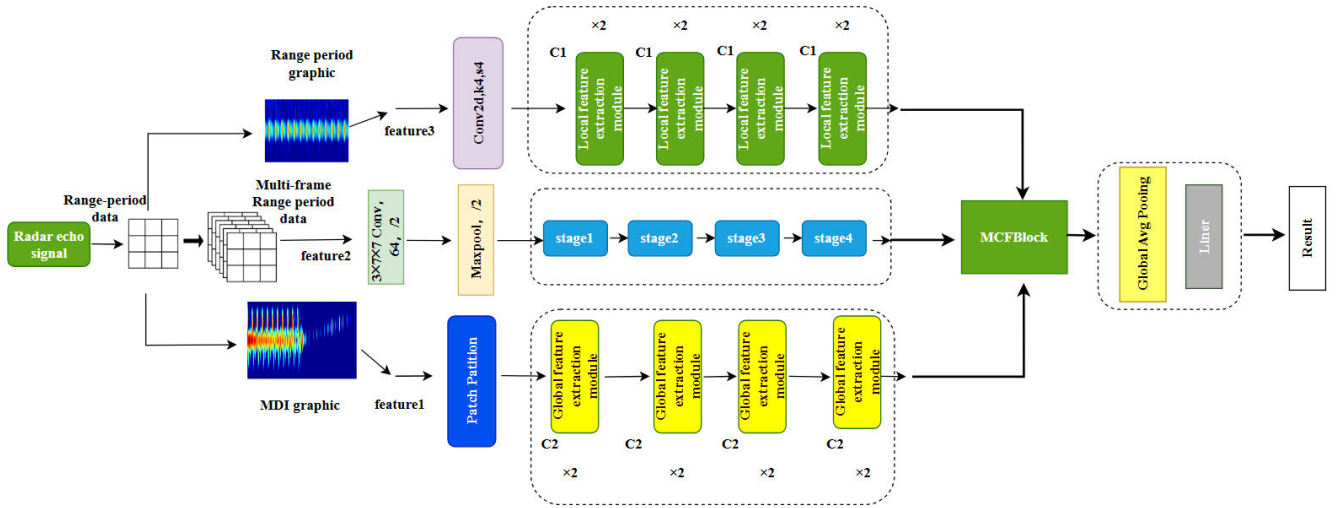 Range period
graphic
feature3
Conv2d,k4,s4
×2
×2
×2
×2
C1
C1
C1
C1
Local feature
extraction
module
Local feature
extraction
module
Local feature
extraction
module
Local feature
extraction
module
Radar echo
signal
Range-period
data
Multi-frame
Range period
data
feature2
3×7×7 Conv,
64, /2
Maxpool, /2
stage1
stage2
stage3
stage4
MCFBlock
Global Avg Pooing
Liner
Result
MDI graphic
feature1
Patch Patition
Global feature
extraction
module
Global feature
extraction
module
Global feature
extraction
module
Global feature
extraction
module
C2
C2
C2
C2
×2
×2
×2
×2